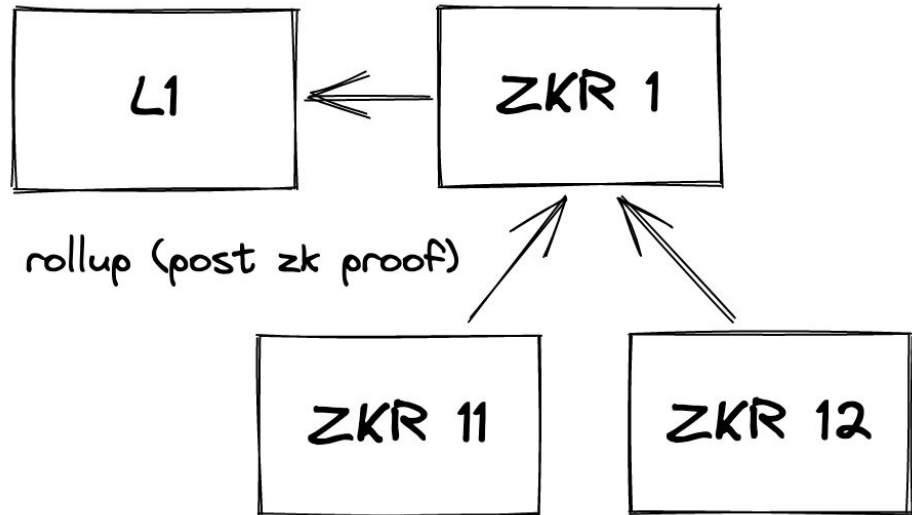 L1
ZKR 1
rollup (post zk proof)
ZKR 11
ZKR 12